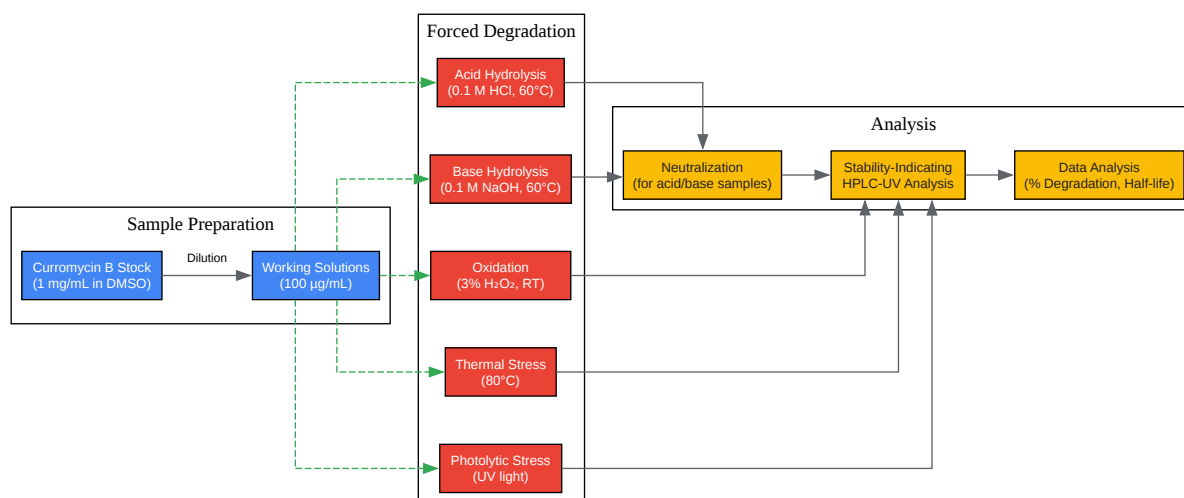 Forced Degradation
Acid Hydrolysis
(0.1 M HCl, 60°C)
Analysis
Base Hydrolysis
(0.1 M NaOH, 60°C)
Neutralization
(for acid/base samples)
Stability-Indicating
HPLC-UV Analysis
Data Analysis
(% Degradation, Half-life)
Sample Preparation
Curromycin B Stock
(1 mg/mL in DMSO)
Dilution
Working Solutions
(100 µg/mL)
Oxidation
(3% H₂O₂, RT)
Thermal Stress
(80°C)
Photolytic Stress
(UV light)